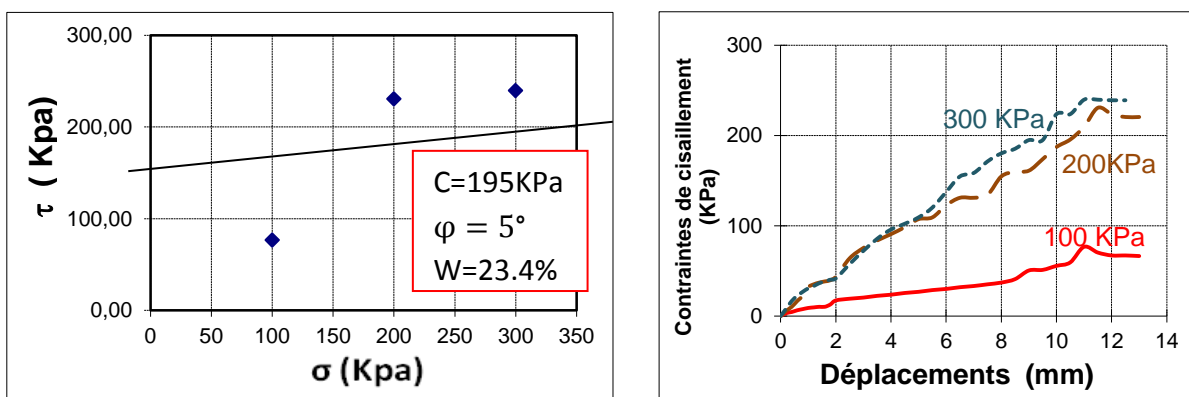 τ ( Kpa)
300,00
200,00
100,00
0,00
0 50 100 150 200 250 300 350
σ (Kpa)
C=195KPa
φ = 5°
W=23.4%
Contraintes de cisaillement
(KPa)
300
200
100
0
300 KPa
200KPa
100 KPa
0 2 4 6 8 10 12 14
Déplacements (mm)